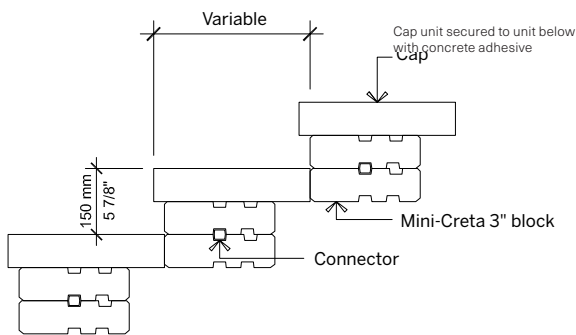 Variable
Cap unit secured to unit below
with concrete adhesive
Cap
150 mm
5 7/8"
Mini-Creta 3" block
Connector